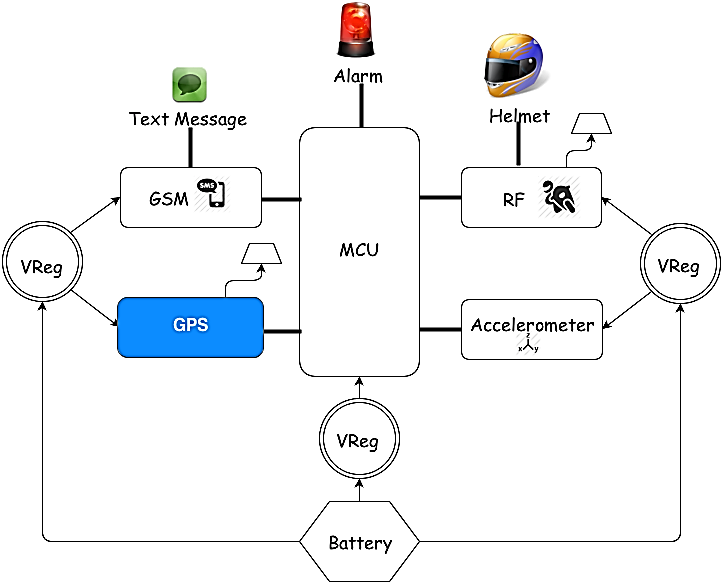 Alarm
Text Message
Helmet
GSM
SMS
RF
MCU
VReg
VReg
GPS
Accelerometer
z
x y
VReg
Battery